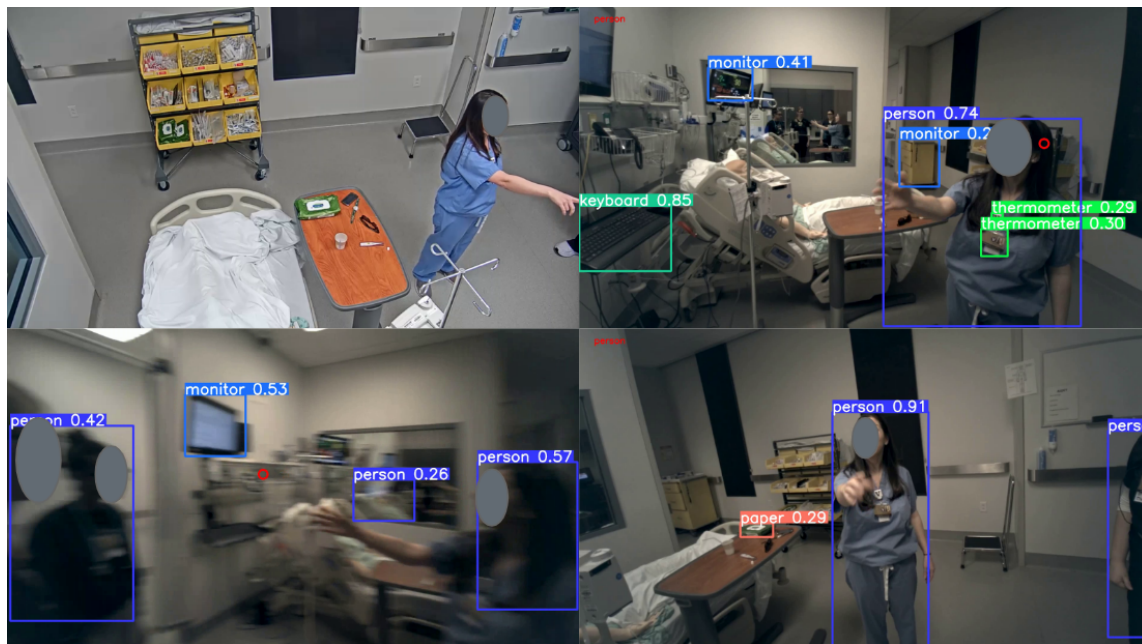 person
monitor 0.41
person 0.74
monitor 0.2
keyboard 0.85
thermometer 0.29
thermometer 0.30
monitor 0.53
person 0.42
person 0.26
person 0.57
person
person 0.91
pers
paper 0.29